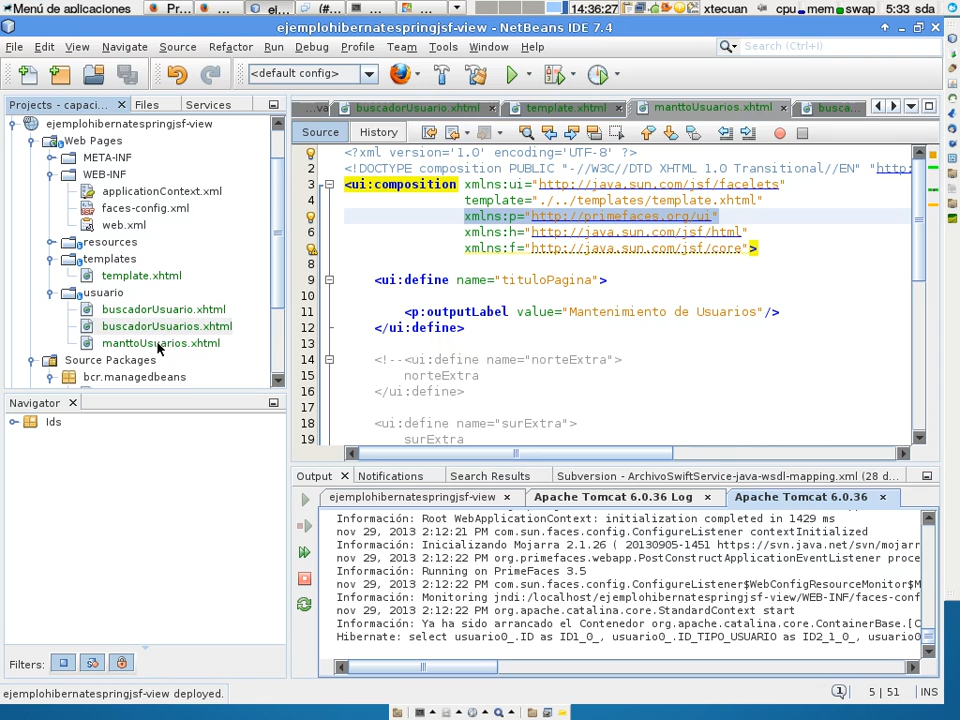 Menú de aplicaciones
Pr...
ej...
(#...
...
...
14:36:27
xtecuan
cpu
mem
swap
5:33 sda
ejemplohibernatespringjsf-view - NetBeans IDE 7.4
File Edit View Navigate Source Refactor Run Debug Profile Team Tools Window Help
Search (Ctrl+I)
<default config>
Projects - capaci...
Files
Services
ejemplohibernatespringjsf-view
Web Pages
META-INF
WEB-INF
applicationContext.xml
faces-config.xml
web.xml
resources
templates
template.xhtml
usuario
buscadorUsuario.xhtml
buscadorUsuarios.xhtml
manttoUsuarios.xhtml
Source Packages
bcr.managedbeans
Navigator
Ids
Filters:
...va
buscadorUsuario.xhtml
template.xhtml
manttoUsuarios.xhtml
busca...
Source
History
<?xml version='1.0' encoding='UTF-8' ?>
2 <!DOCTYPE composition PUBLIC "-//W3C//DTD XHTML 1.0 Transitional//EN" "http:
3 <ui:composition xmlns:ui="http://java.sun.com/jsf/facelets"
4 template="./../templates/template.xhtml"
xmlns:p="http://primefaces.org/ui"
6 xmlns:h="http://java.sun.com/jsf/html"
xmlns:f="http://java.sun.com/jsf/core">
8
9 <ui:define name="tituloPagina">
10
11 <p:outputLabel value="Mantenimiento de Usuarios"/>
12 </ui:define>
13
14 <!--<ui:define name="norteExtra">
15 norteExtra
16 </ui:define>
17
18 <ui:define name="surExtra">
19 surExtra
Output
Notifications
Search Results
Subversion - ArchivoSwiftService-java-wsdl-mapping.xml (28 d...
ejemplohibernatespringjsf-view
Apache Tomcat 6.0.36 Log
Apache Tomcat 6.0.36
Información: Root WebApplicationContext: initialization completed in 1429 ms
nov 29, 2013 2:12:21 PM com.sun.faces.config.ConfigureListener contextInitialized
Información: Inicializando Mojarra 2.1.26 ( 20130905-1451 https://svn.java.net/svn/mojarr
nov 29, 2013 2:12:22 PM org.primefaces.webapp.PostConstructApplicationEventListener proce
Información: Running on PrimeFaces 3.5
nov 29, 2013 2:12:22 PM com.sun.faces.config.ConfigureListener$WebConfigResourceMonitor$M
Información: Monitoring jndi:/localhost/ejemplohibernatespringjsf-view/WEB-INF/faces-conf
nov 29, 2013 2:12:22 PM org.apache.catalina.core.StandardContext start
Información: Ya ha sido arrancado el Contenedor org.apache.catalina.core.ContainerBase.[C
Hibernate: select usuario0_.ID as ID1_0_, usuario0_.ID_TIPO_USUARIO as ID2_1_0_, usuario0
ejemplohibernatespringjsf-view deployed.
5 | 51
INS